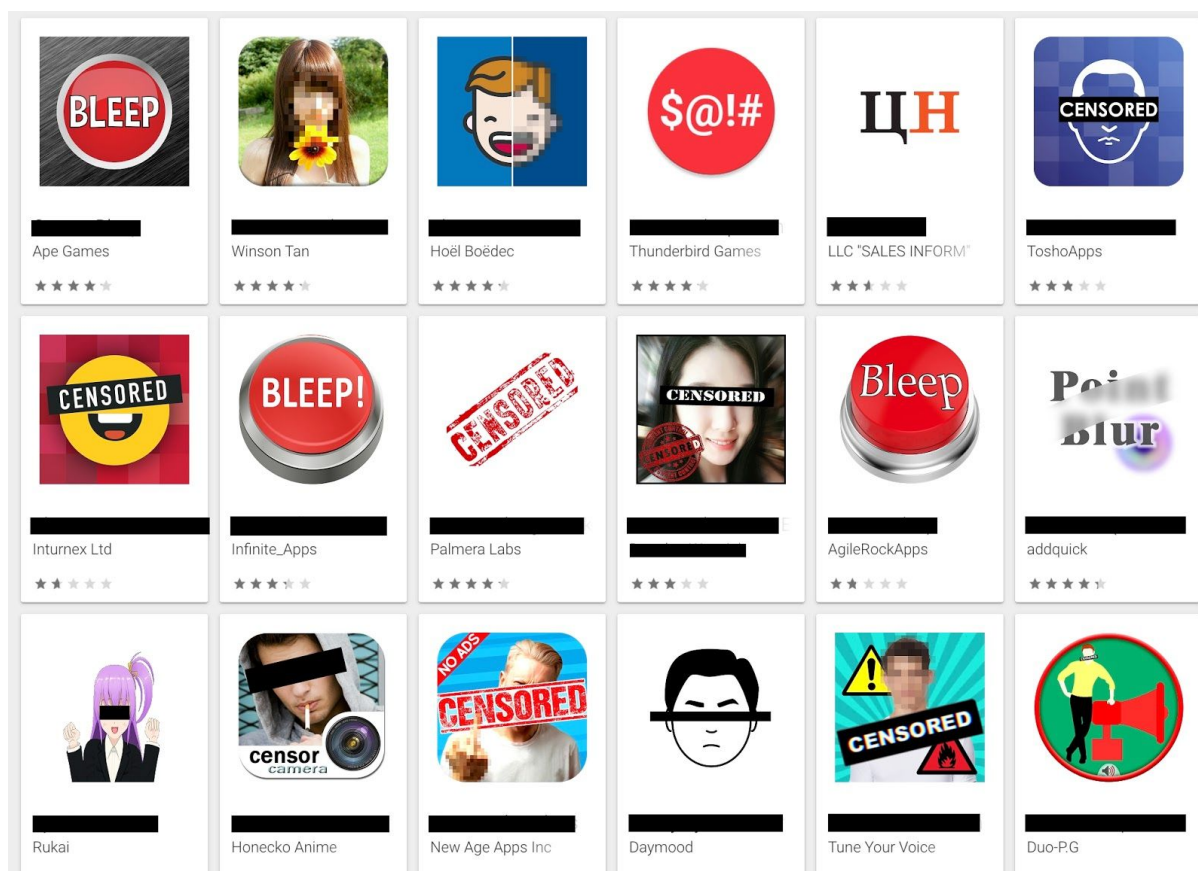 BLEEP
$@!#
ЦН
CENSORED
Ape Games
Winson Tan
Hoël Boëdec
Thunderbird Games
LLC "SALES INFORM"
ToshoApps
CENSORED
BLEEP!
CENSORED
CENSORED
CENSORED
Bleep
Point
Blur
Inturnex Ltd
Infinite_Apps
Palmera Labs
AgileRockApps
addquick
censor
camera
NO ADS
CENSORED
CENSORED
Rukai
Honecko Anime
New Age Apps Inc
Daymood
Tune Your Voice
Duo-P.G